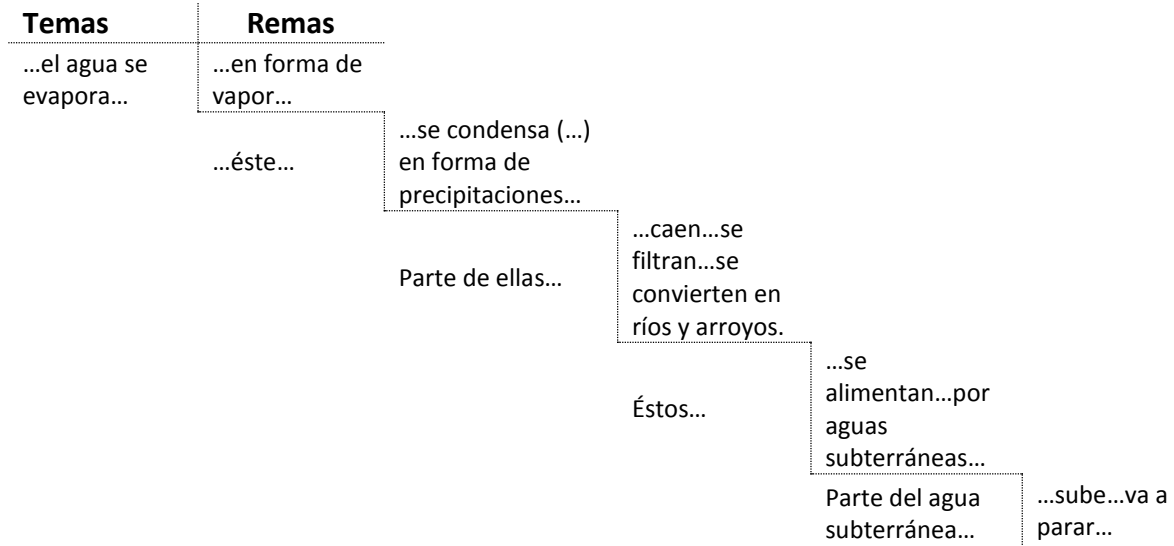 Temas Remas
…el agua se
evapora…
…en forma de
vapor…
…éste…
…se condensa (…)
en forma de
precipitaciones…
Parte de ellas…
…caen…se
filtran…se
convierten en
ríos y arroyos.
Éstos…
…se
alimentan…por
aguas
subterráneas…
Parte del agua
subterránea…
…sube…va a
parar…